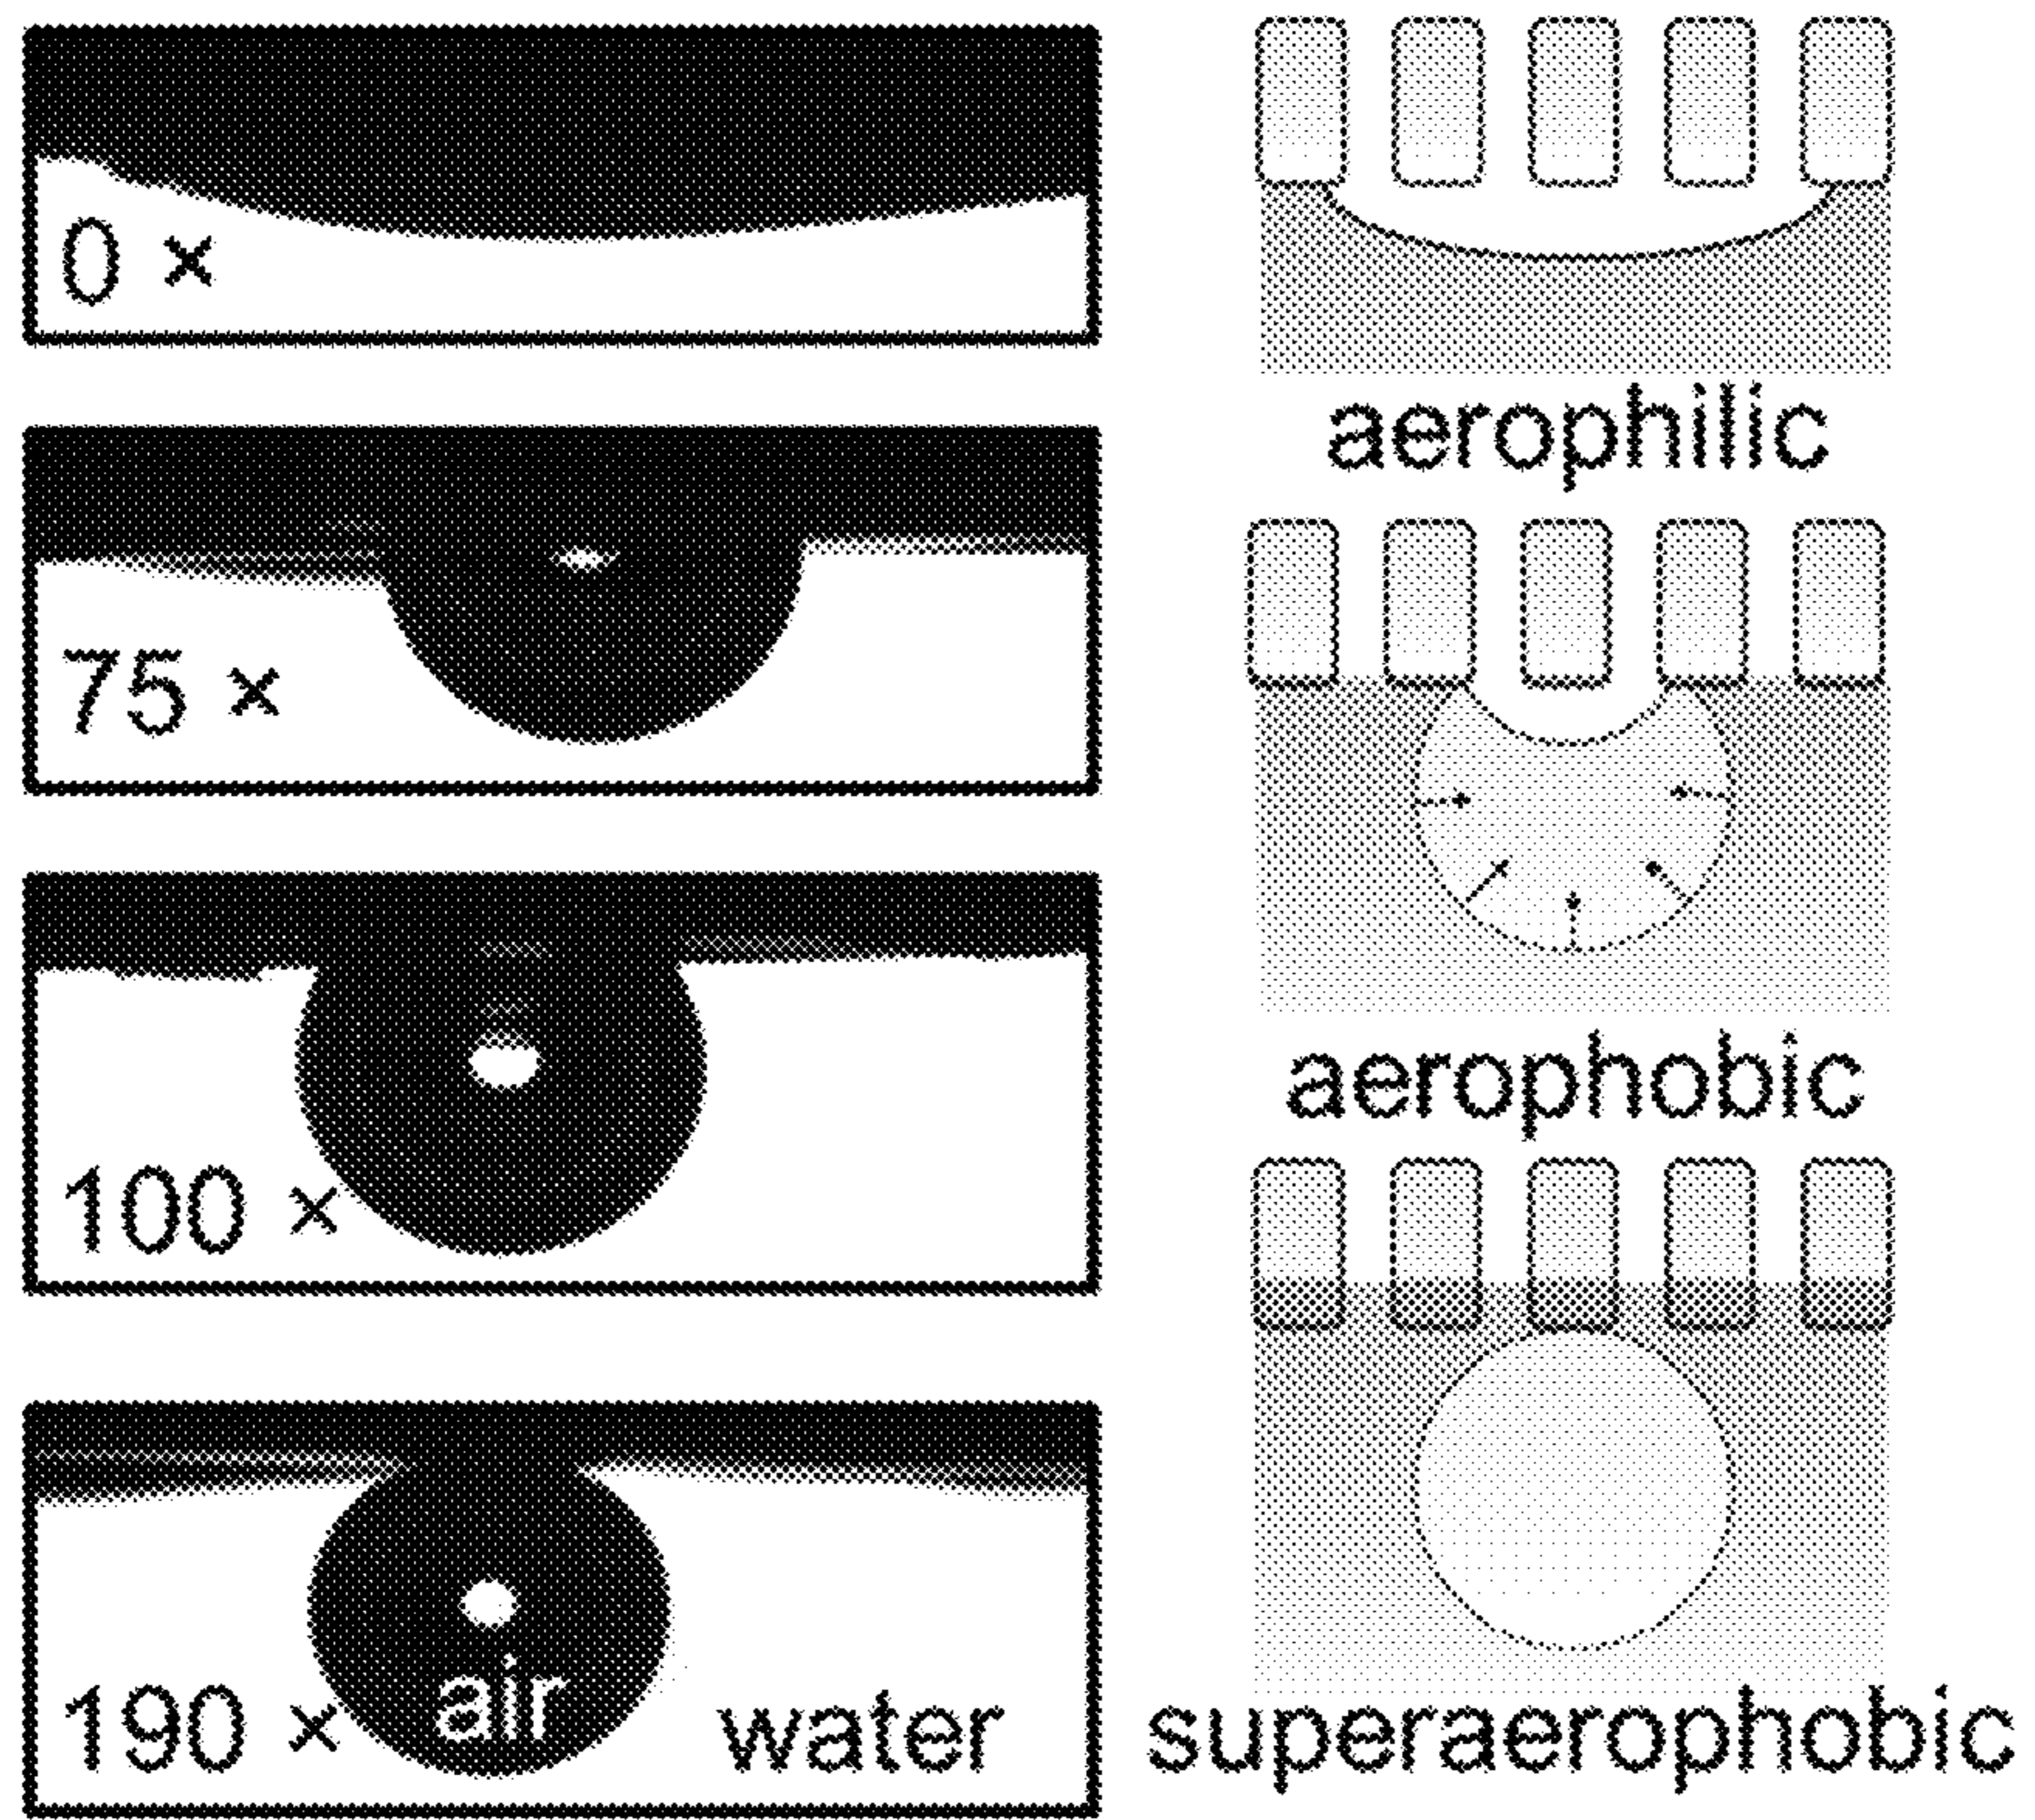 0 ×
75 ×
100 ×
190 ×
air
water
aerophilic
aerophobic
superaerophobic